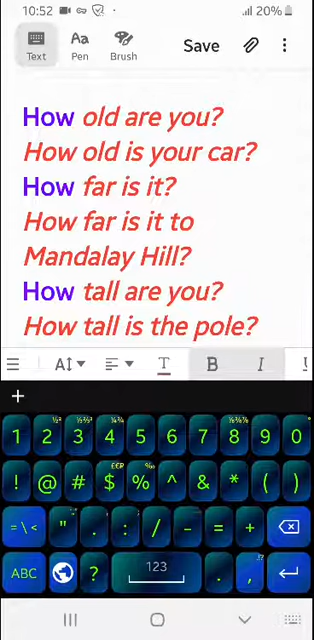 10:52 20%
Text Pen Brush Save
How old are you?
How old is your car?
How far is it?
How far is it to
Mandalay Hill?
How tall are you?
How tall is the pole?
A T B I U
+
1 2 3 4 5 6 7 8 9 0
! @ # $ % ^ & * ( )
=\< " . : / - = +
ABC ? 123 . ,